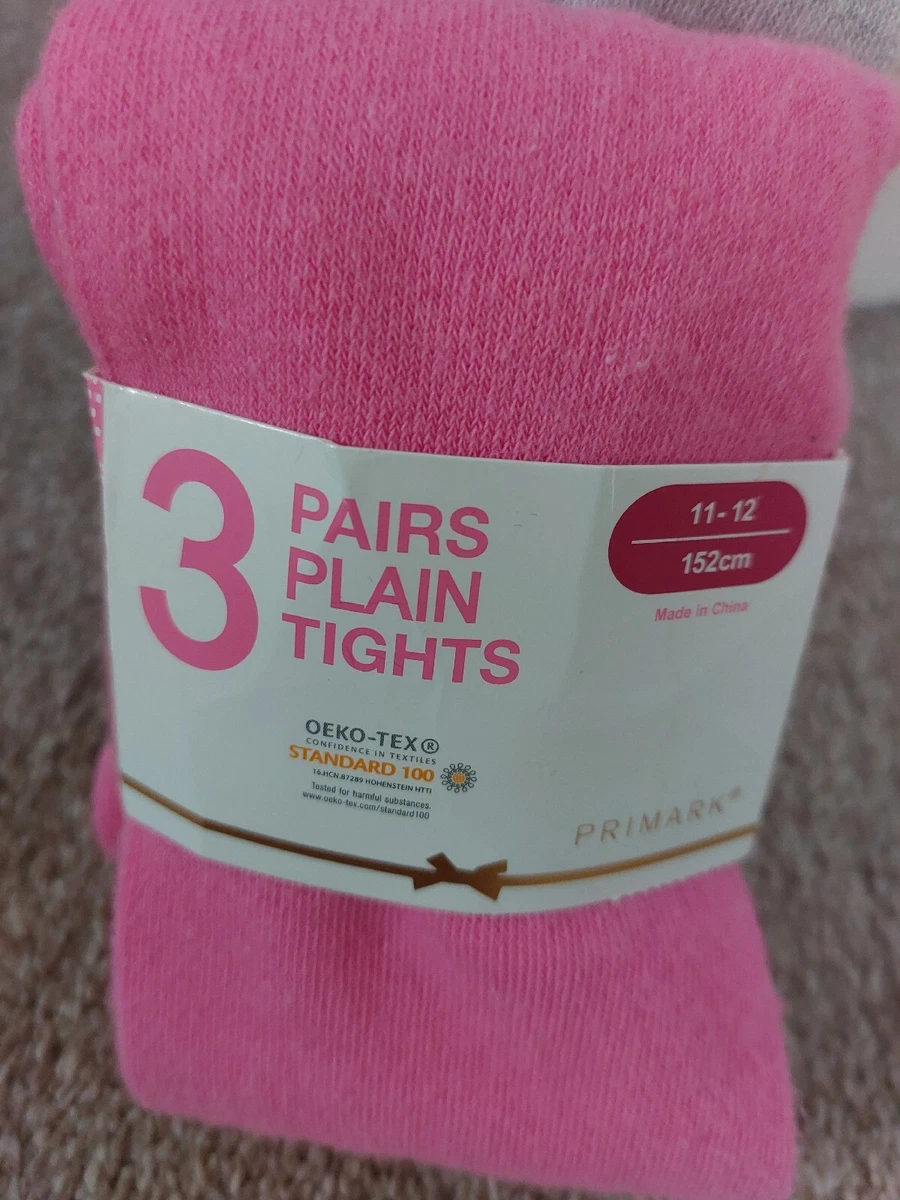 3
PAIRS
PLAIN
TIGHTS
11-12
152cm
Made in China
OEKO-TEX®
CONFIDENCE IN TEXTILES
STANDARD 100
16.HCN.87289 HOHENSTEIN HTTI
Tested for harmful substances.
www.oeko-tex.com/standard100
PRIMARK®